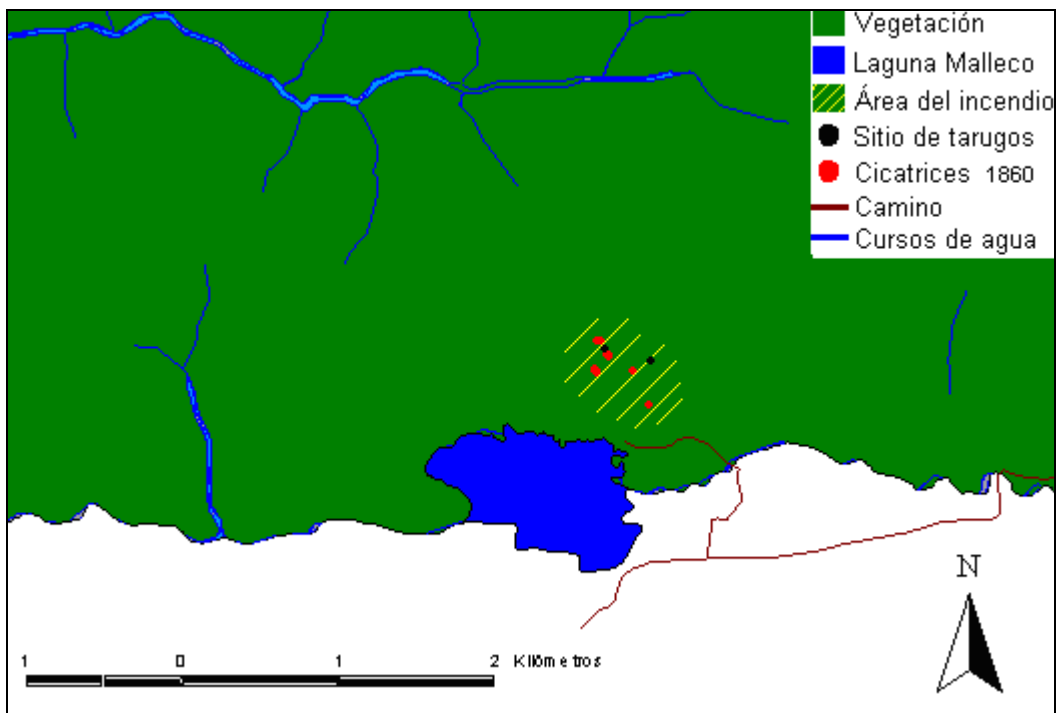 Vegetación
Laguna Malleco
Área del incendio
Sitio de tarugos
Cicatrices 1860
Camino
Cursos de agua
N
1 0 1 2 Kilómetros